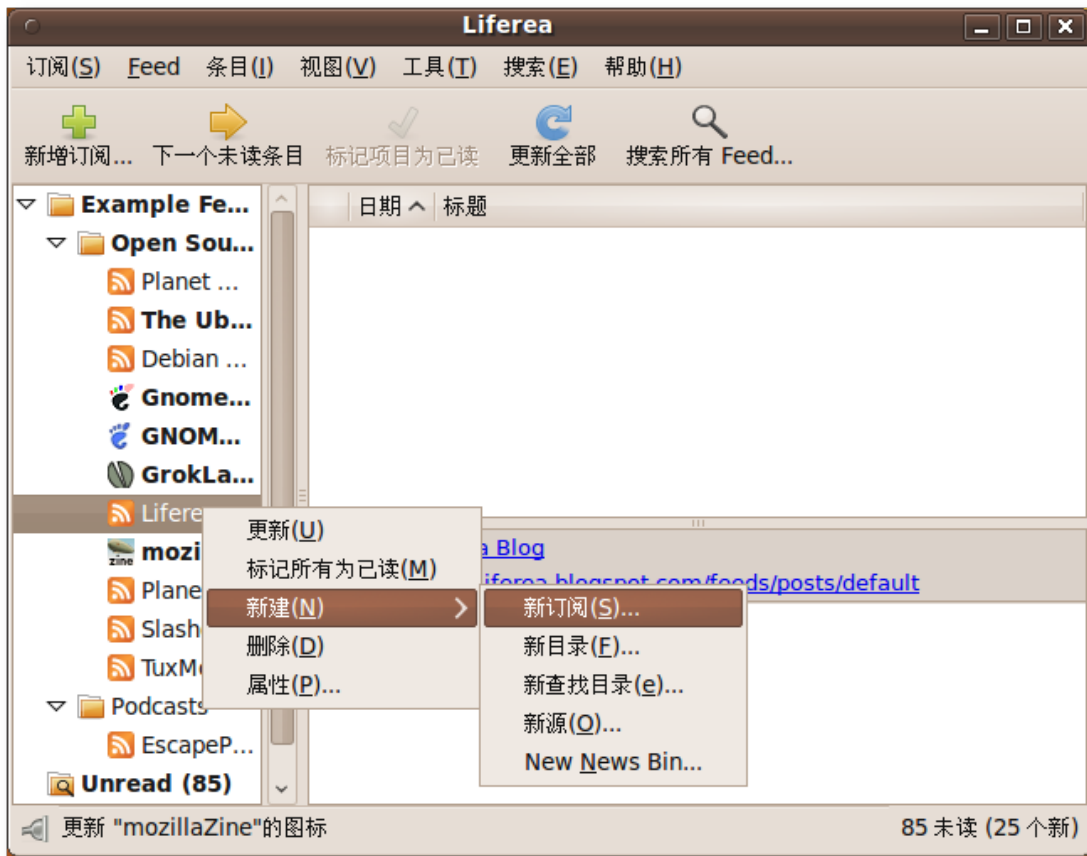 Liferea
订阅(S) Feed 条目(I) 视图(V) 工具(T) 搜索(E) 帮助(H)
新增订阅... 下一个未读条目 标记项目为已读 更新全部 搜索所有 Feed...
日期 标题
Example Fe...
Open Sou...
Planet ...
The Ub...
Debian ...
Gnome...
GNOM...
GrokLa...
Lifere
mozi
Plane
Slash
TuxM
Podcasts
EscapeP...
Unread (85)
更新(U)
标记所有为已读(M)
新建(N)
删除(D)
属性(P)...
新订阅(S)...
新目录(F)...
新查找目录(e)...
新源(O)...
New News Bin...
a Blog
iferea.blogspot.com/feeds/posts/default
zine
更新 "mozillaZine"的图标
85 未读 (25 个新)